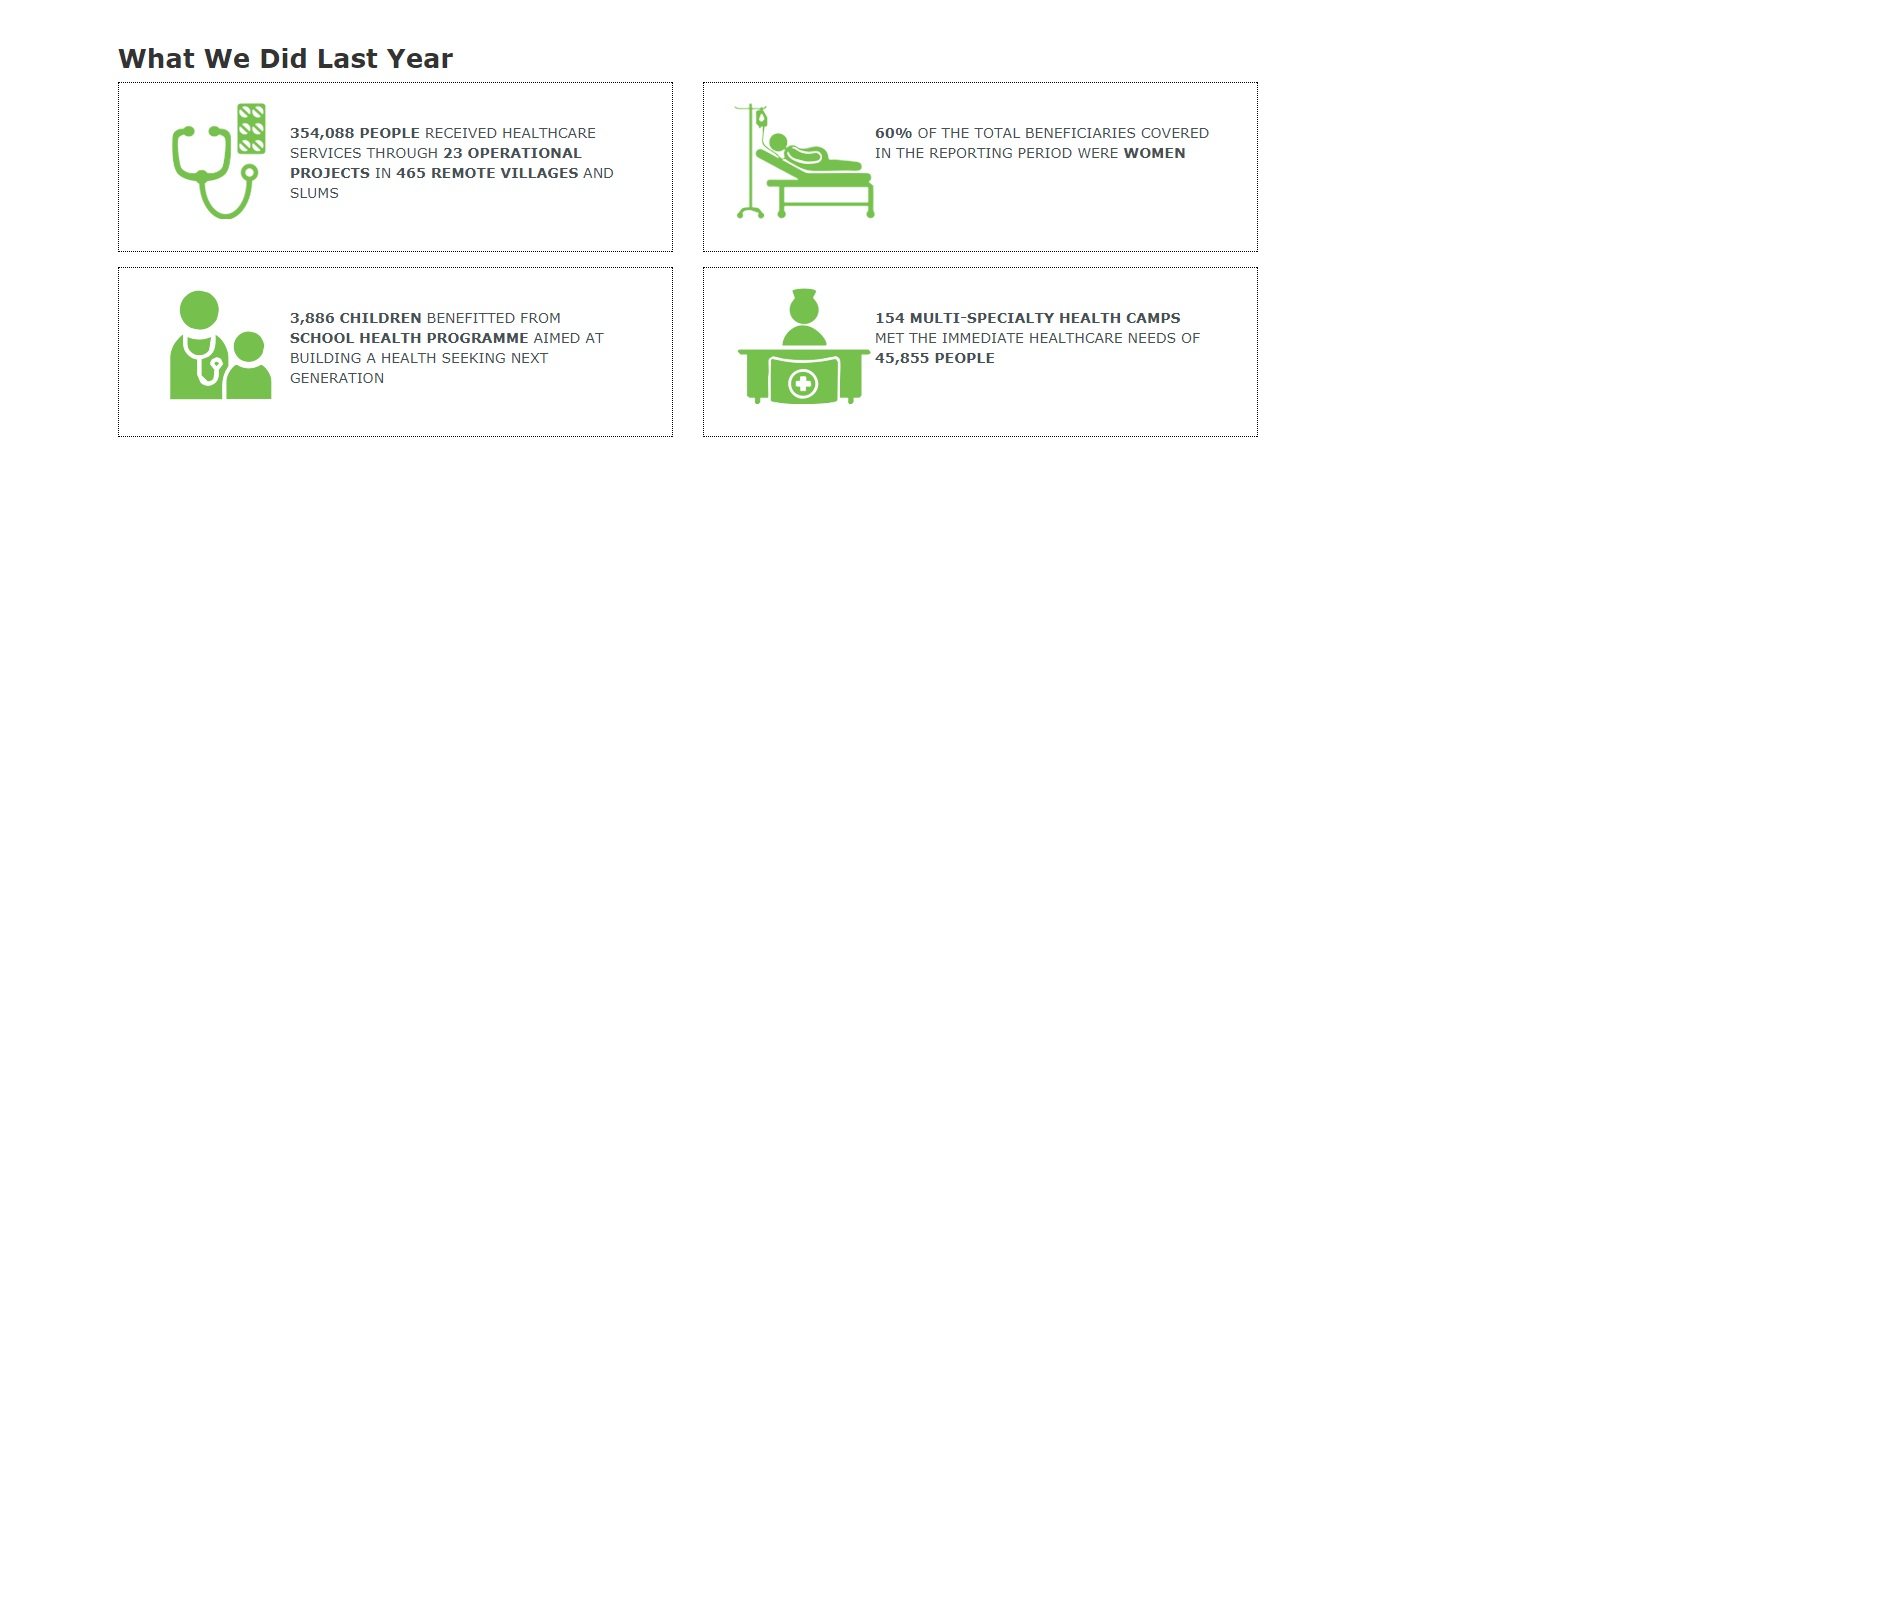 What We Did Last Year
354,088 PEOPLE RECEIVED HEALTHCARE
SERVICES THROUGH 23 OPERATIONAL
PROJECTS IN 465 REMOTE VILLAGES AND
SLUMS
60% OF THE TOTAL BENEFICIARIES COVERED
IN THE REPORTING PERIOD WERE WOMEN
3,886 CHILDREN BENEFITTED FROM
SCHOOL HEALTH PROGRAMME AIMED AT
BUILDING A HEALTH SEEKING NEXT
GENERATION
154 MULTI-SPECIALTY HEALTH CAMPS
MET THE IMMEDIATE HEALTHCARE NEEDS OF
45,855 PEOPLE